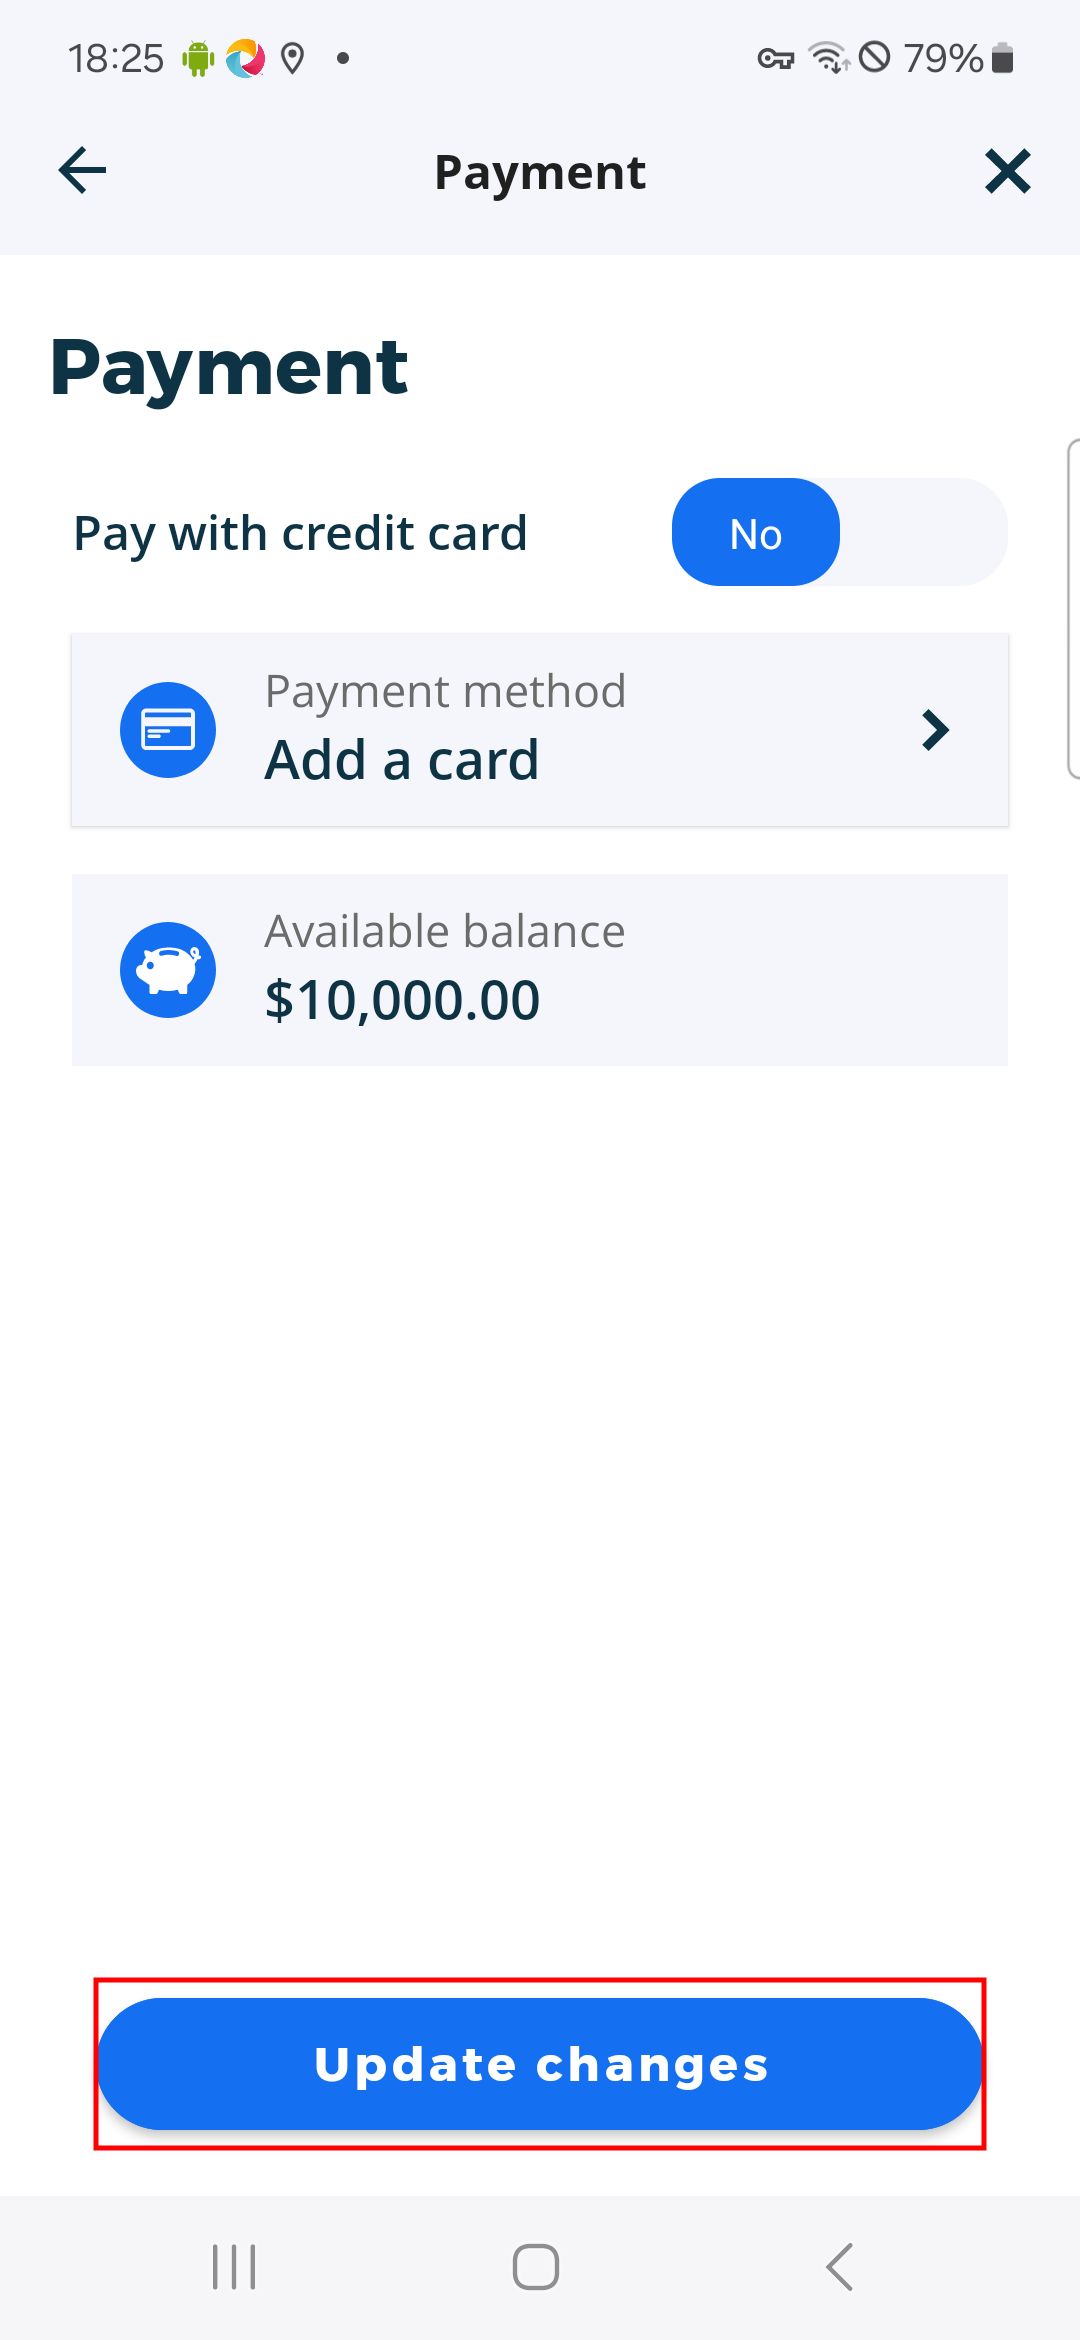 18:25
79%
Payment
Payment
Pay with credit card
No
Payment method
Add a card
Available balance
$10,000.00
Update changes